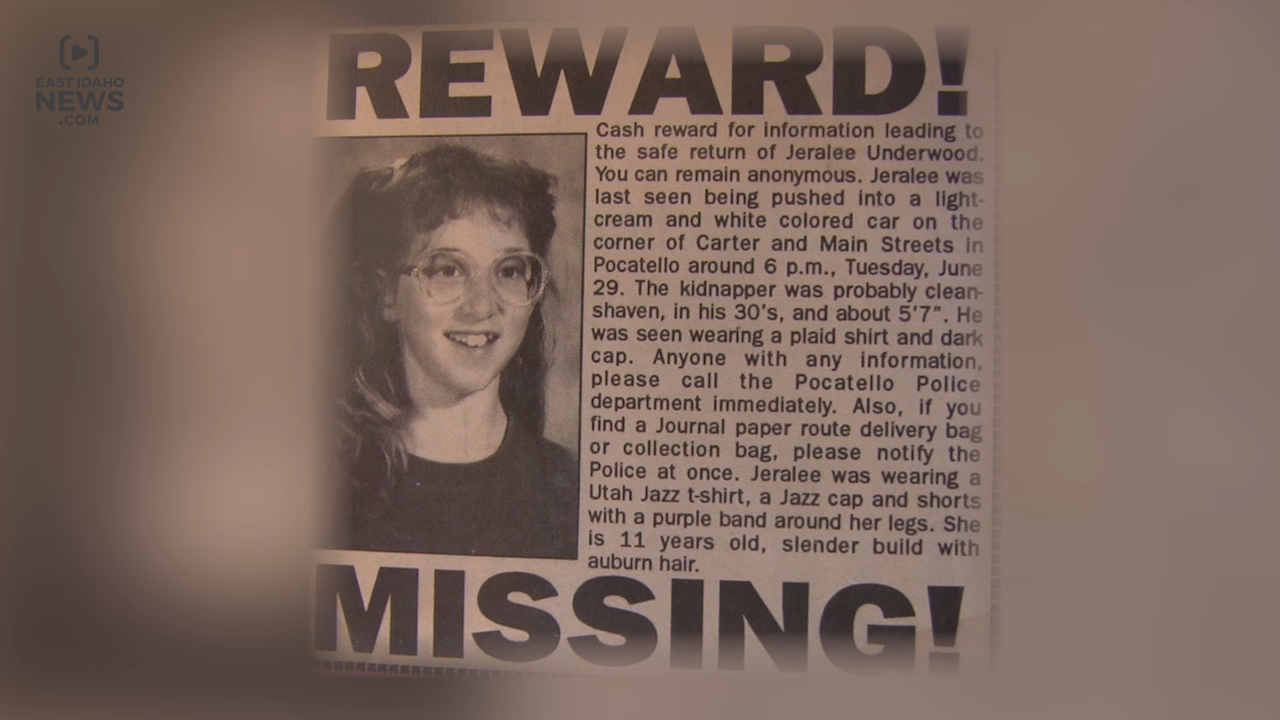 EAST IDAHO
NEWS
.COM
REWARD!
Cash reward for information leading to
the safe return of Jeralee Underwood.
You can remain anonymous. Jeralee was
last seen being pushed into a light-
cream and white colored car on the
corner of Carter and Main Streets in
Pocatello around 6 p.m., Tuesday, June
29. The kidnapper was probably clean-
shaven, in his 30's, and about 5'7". He
was seen wearing a plaid shirt and dark
cap. Anyone with any information,
please call the Pocatello Police
department immediately. Also, if you
find a Journal paper route delivery bag
or collection bag, please notify the
Police at once. Jeralee was wearing a
Utah Jazz t-shirt, a Jazz cap and shorts
with a purple band around her legs. She
is 11 years old, slender build with
auburn hair.
MISSING!